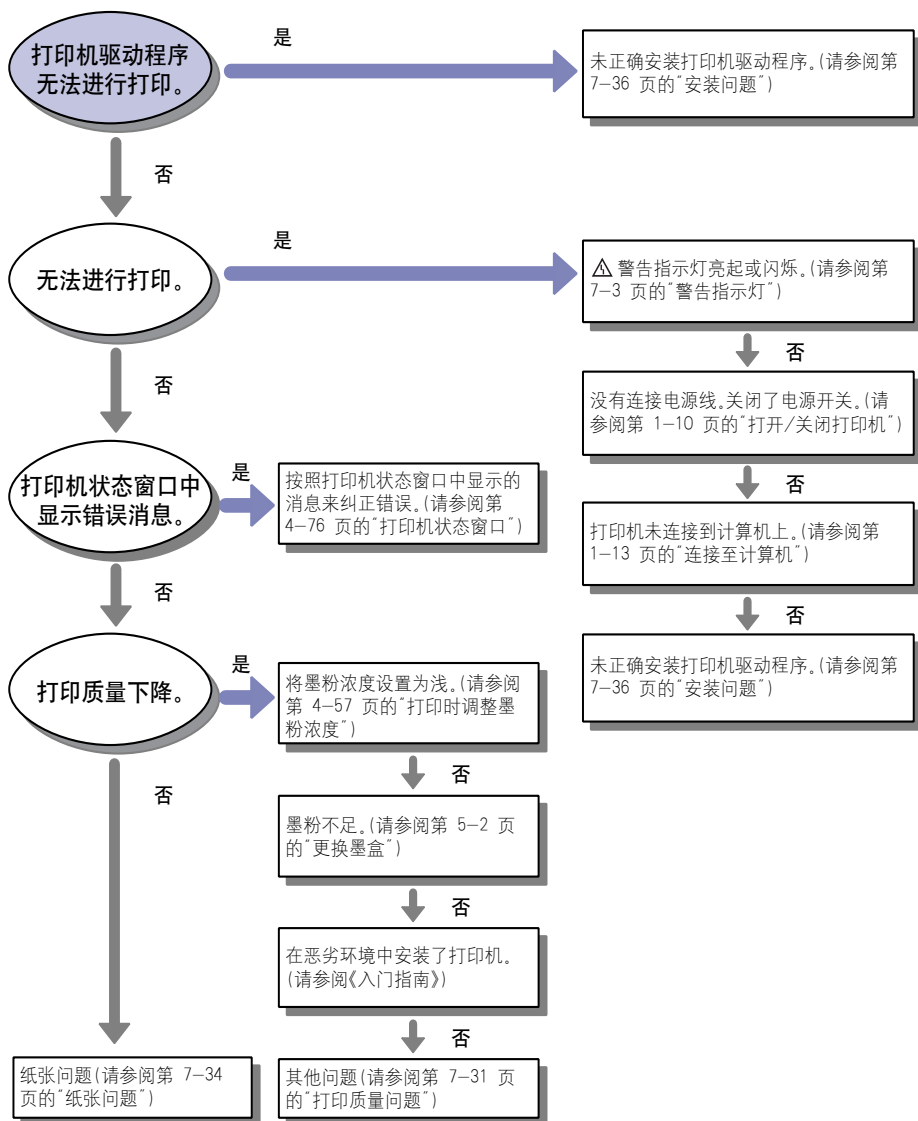 打印机驱动程序
无法进行打印。
是
未正确安装打印机驱动程序。(请参阅第
7-36 页的"安装问题")
否
无法进行打印。
是
警告指示灯亮起或闪烁。(请参阅第
7-3 页的"警告指示灯")
否
没有连接电源线。关闭了电源开关。(请
参阅第 1-10 页的"打开/关闭打印机")
否
打印机未连接到计算机上。(请参阅第
1-13 页的"连接至计算机")
否
未正确安装打印机驱动程序。(请参阅第
7-36 页的"安装问题")
否
打印机状态窗口中
显示错误消息。
是
按照打印机状态窗口中显示的
消息来纠正错误。(请参阅第
4-76 页的"打印机状态窗口")
否
打印质量下降。
是
将墨粉浓度设置为浅。(请参阅
第 4-57 页的"打印时调整墨
粉浓度")
否
墨粉不足。(请参阅第 5-2 页
的"更换墨盒")
否
在恶劣环境中安装了打印机。
(请参阅《入门指南》)
否
其他问题(请参阅第 7-31 页
的"打印质量问题")
否
纸张问题(请参阅第 7-34
页的"纸张问题")